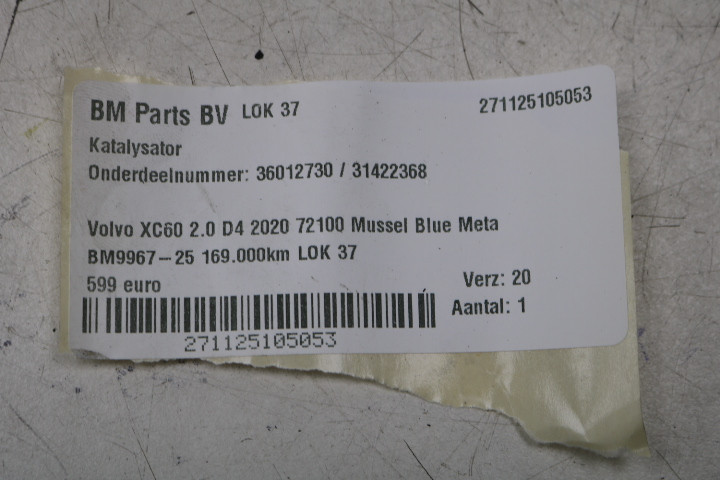 BM Parts BV LOK 37 271125105053
Katalysator
Onderdeelnummer: 36012730 / 31422368
Volvo XC60 2.0 D4 2020 72100 Mussel Blue Meta
BM9967-25 169.000km LOK 37
599 euro Verz: 20
Aantal: 1
271125105053